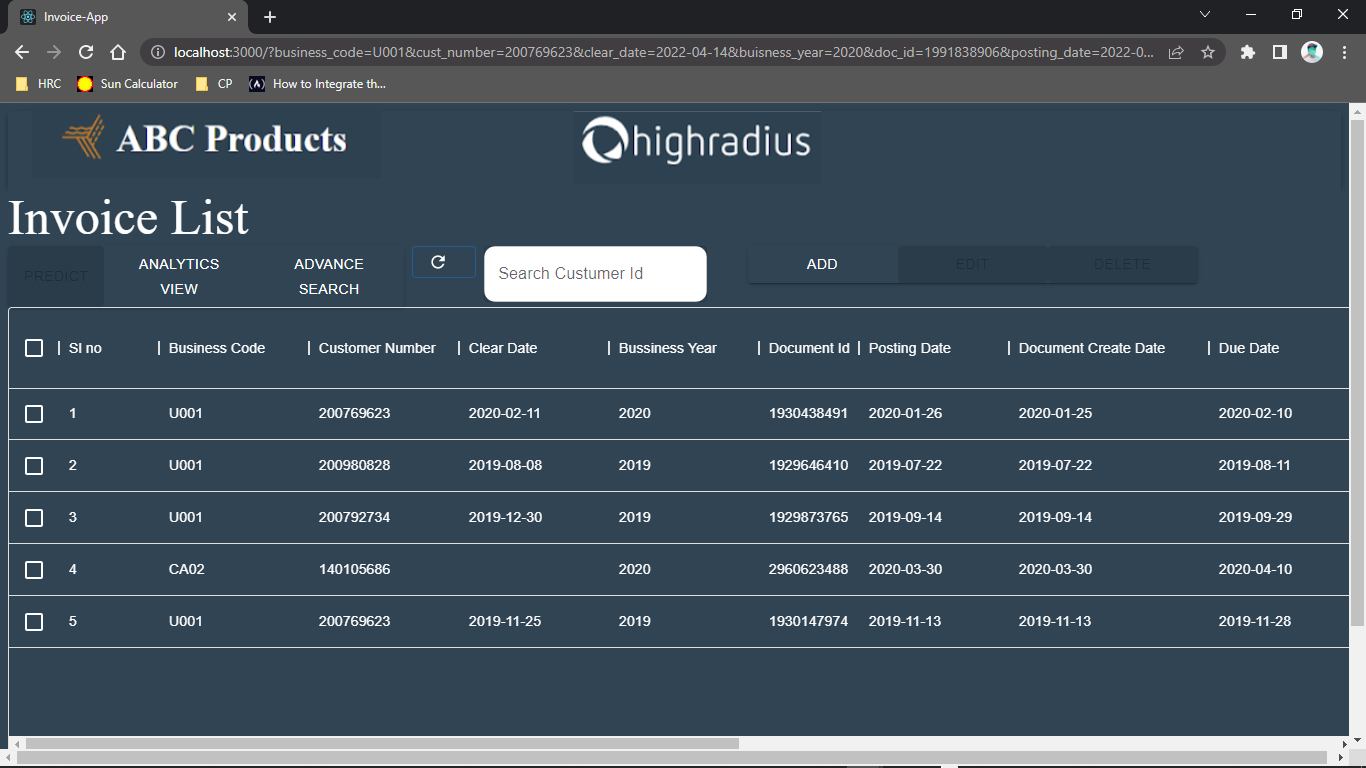 Invoice-App
localhost:3000/?business_code=U001&cust_number=200769623&clear_date=2022-04-14&buisness_year=2020&doc_id=1991838906&posting_date=2022-0...
HRC Sun Calculator CP How to Integrate th...
ABC Products highradius
Invoice List
PREDICT ANALYTICS VIEW ADVANCE SEARCH Search Custumer Id ADD EDIT DELETE
Sl no Business Code Customer Number Clear Date Bussiness Year Document Id Posting Date Document Create Date Due Date
1 U001 200769623 2020-02-11 2020 1930438491 2020-01-26 2020-01-25 2020-02-10
2 U001 200980828 2019-08-08 2019 1929646410 2019-07-22 2019-07-22 2019-08-11
3 U001 200792734 2019-12-30 2019 1929873765 2019-09-14 2019-09-14 2019-09-29
4 CA02 140105686 2020 2960623488 2020-03-30 2020-03-30 2020-04-10
5 U001 200769623 2019-11-25 2019 1930147974 2019-11-13 2019-11-13 2019-11-28